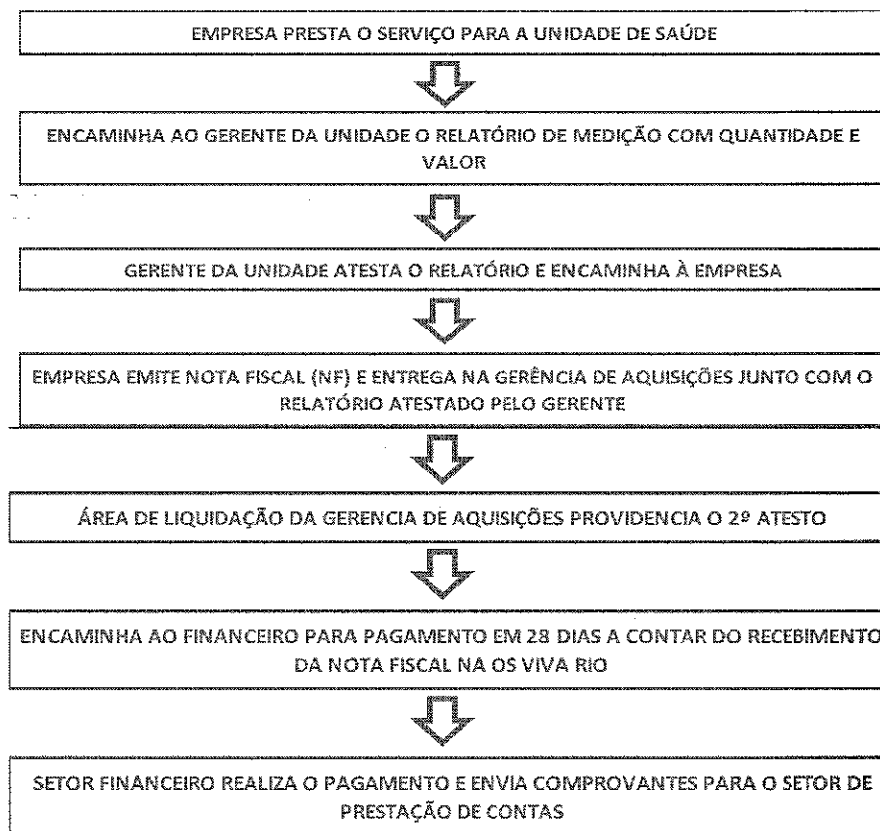 EMPRESA PRESTA O SERVIÇO PARA A UNIDADE DE SAÚDE
ENCAMINHA AO GERENTE DA UNIDADE O RELATÓRIO DE MEDIÇÃO COM QUANTIDADE E
VALOR
GERENTE DA UNIDADE ATESTA O RELATÓRIO E ENCAMINHA À EMPRESA
EMPRESA EMITE NOTA FISCAL (NF) E ENTREGA NA GERÊNCIA DE AQUISIÇÕES JUNTO COM O
RELATÓRIO ATESTADO PELO GERENTE
ÁREA DE LIQUIDAÇÃO DA GERENCIA DE AQUISIÇÕES PROVIDENCIA O 2º ATESTO
ENCAMINHA AO FINANCEIRO PARA PAGAMENTO EM 28 DIAS A CONTAR DO RECEBIMENTO
DA NOTA FISCAL NA OS VIVA RIO
SETOR FINANCEIRO REALIZA O PAGAMENTO E ENVIA COMPROVANTES PARA O SETOR DE
PRESTAÇÃO DE CONTAS